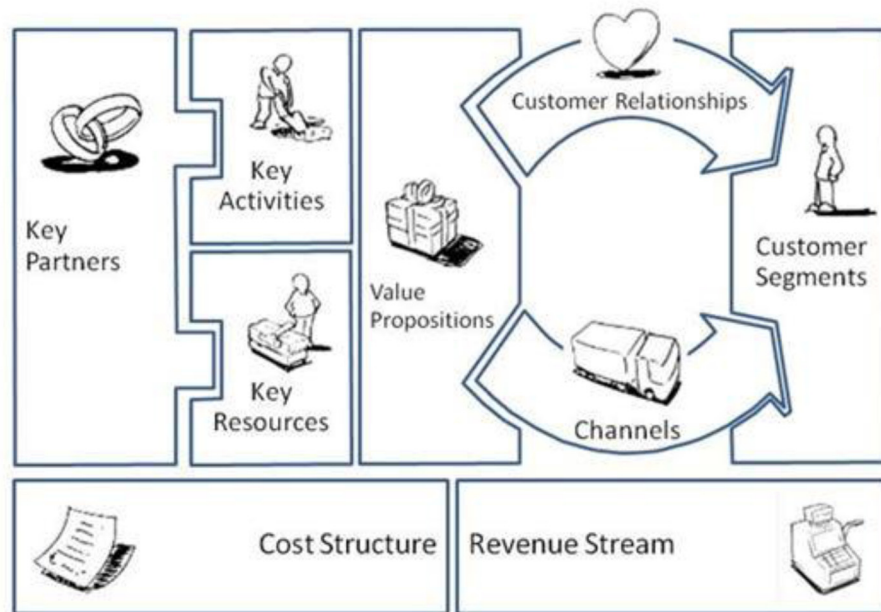 Key
Partners
Key
Activities
Key
Resources
Value
Propositions
Customer Relationships
Channels
Customer
Segments
Cost Structure
Revenue Stream